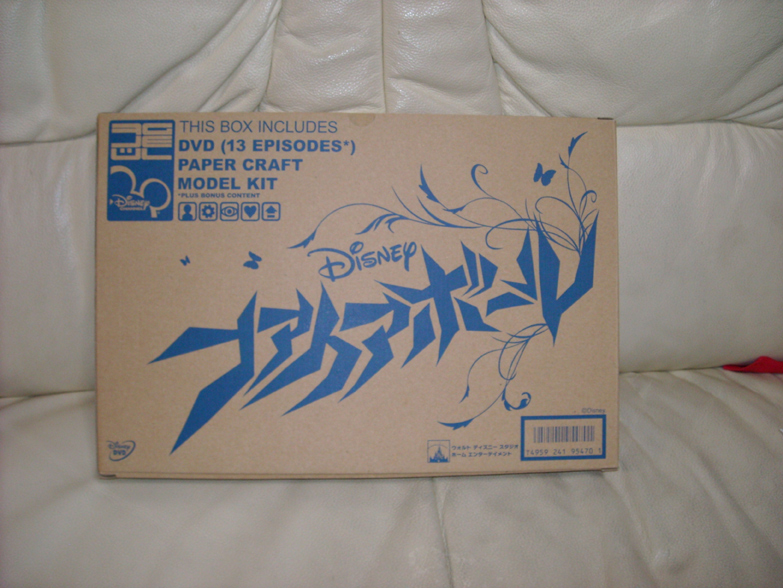 THIS BOX INCLUDES
DVD (13 EPISODES*)
PAPER CRAFT
MODEL KIT
*PLUS BONUS CONTENT
Disney
DISNEY
ファイアボール
©Disney
Disney
DVD
ウォルト ディズニー スタジオ
ホーム エンターテイメント